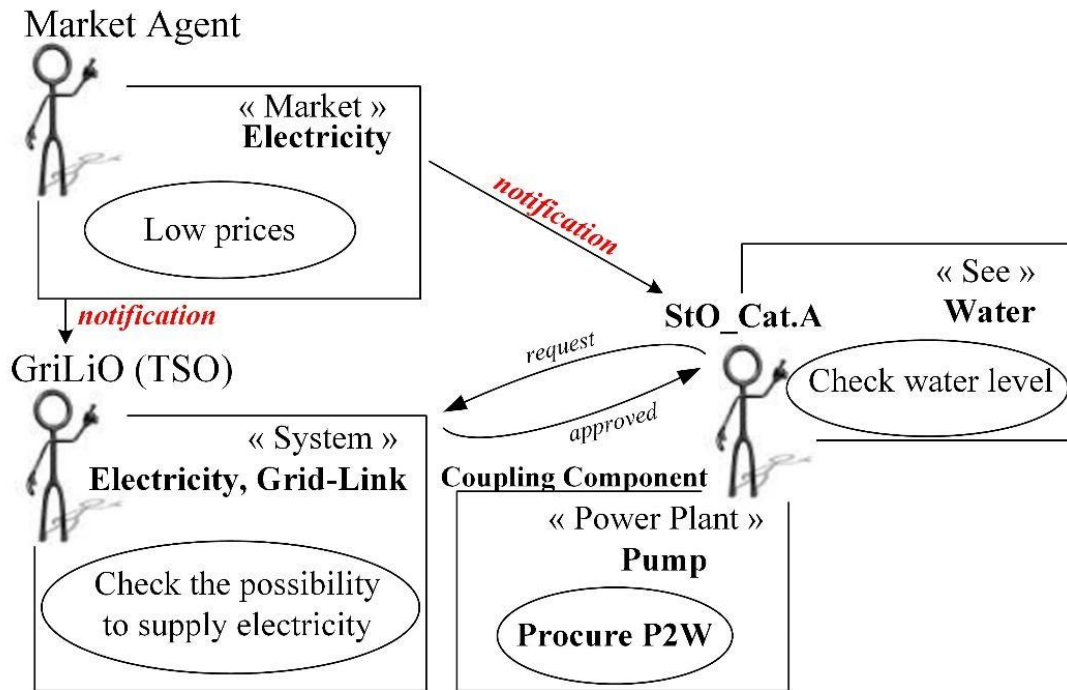 Market Agent
« Market »
Electricity
Low prices
notification
notification
« See »
Water
StO_Cat.A
Check water level
GriLiO (TSO)
request
approved
« System »
Electricity, Grid-Link
Check the possibility
to supply electricity
Coupling Component
« Power Plant »
Pump
Procure P2W